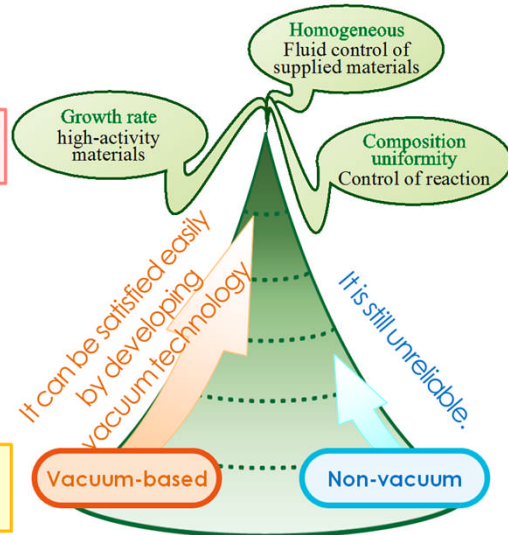 Homogeneous
Fluid control of
supplied materials
Growth rate
high-activity
materials
Composition
uniformity
Control of reaction
It can be satisfied easily
by developing
vacuum technology
It is still unreliable.
Vacuum-based
Non-vacuum